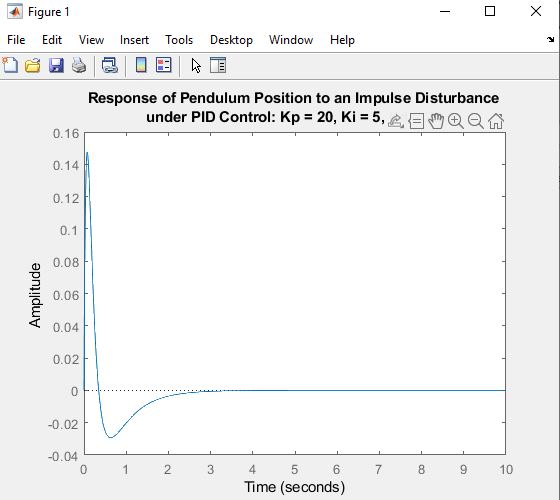 Figure 1
File Edit View Insert Tools Desktop Window Help
Response of Pendulum Position to an Impulse Disturbance
under PID Control: Kp = 20, Ki = 5,
0.16
0.14
0.12
0.1
0.08
0.06
0.04
0.02
0
-0.02
-0.04
Amplitude
0 1 2 3 4 5 6 7 8 9 10
Time (seconds)